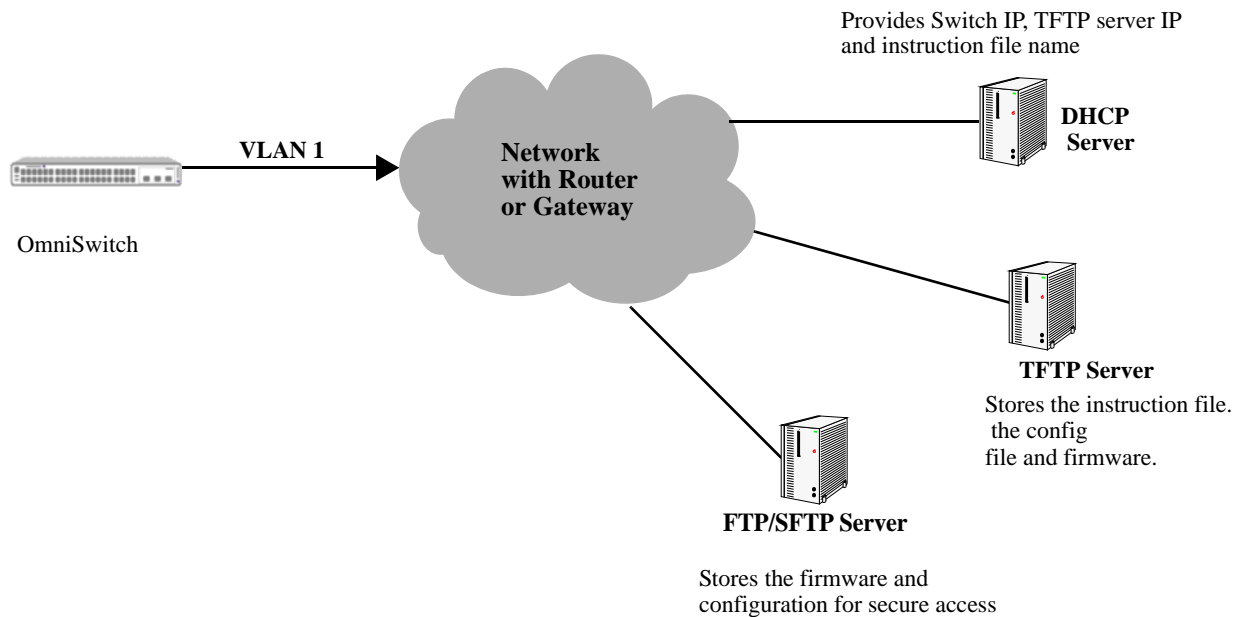 Provides Switch IP, TFTP server IP
and instruction file name
DHCP
Server
VLAN 1
Network
with Router
or Gateway
OmniSwitch
TFTP Server
Stores the instruction file.
the config
file and firmware.
FTP/SFTP Server
Stores the firmware and
configuration for secure access